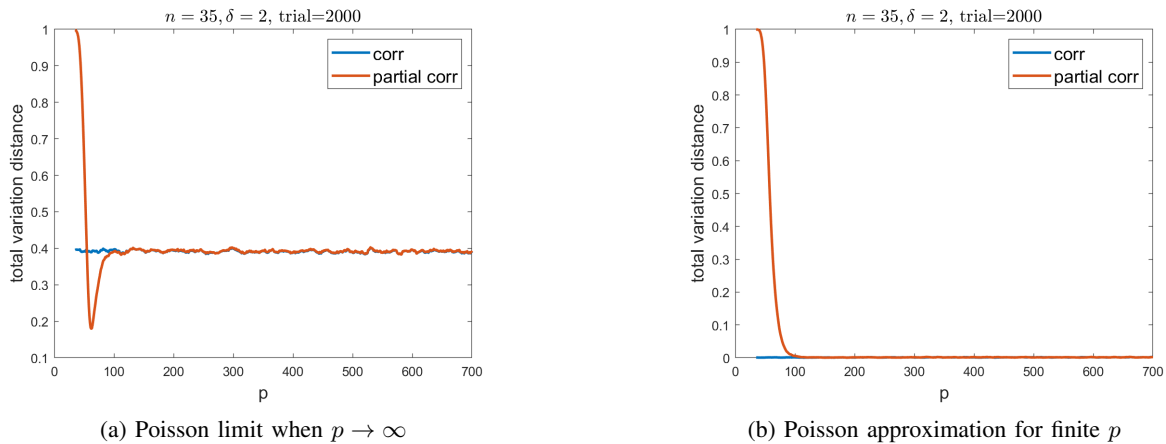 n = 35, δ = 2, trial=2000
1
0.9
0.8
0.7
0.6
0.5
0.4
0.3
0.2
0.1
total variation distance
corr
partial corr
0 100 200 300 400 500 600 700
p
(a) Poisson limit when p → ∞
n = 35, δ = 2, trial=2000
1
0.9
0.8
0.7
0.6
0.5
0.4
0.3
0.2
0.1
0
total variation distance
corr
partial corr
0 100 200 300 400 500 600 700
p
(b) Poisson approximation for finite p